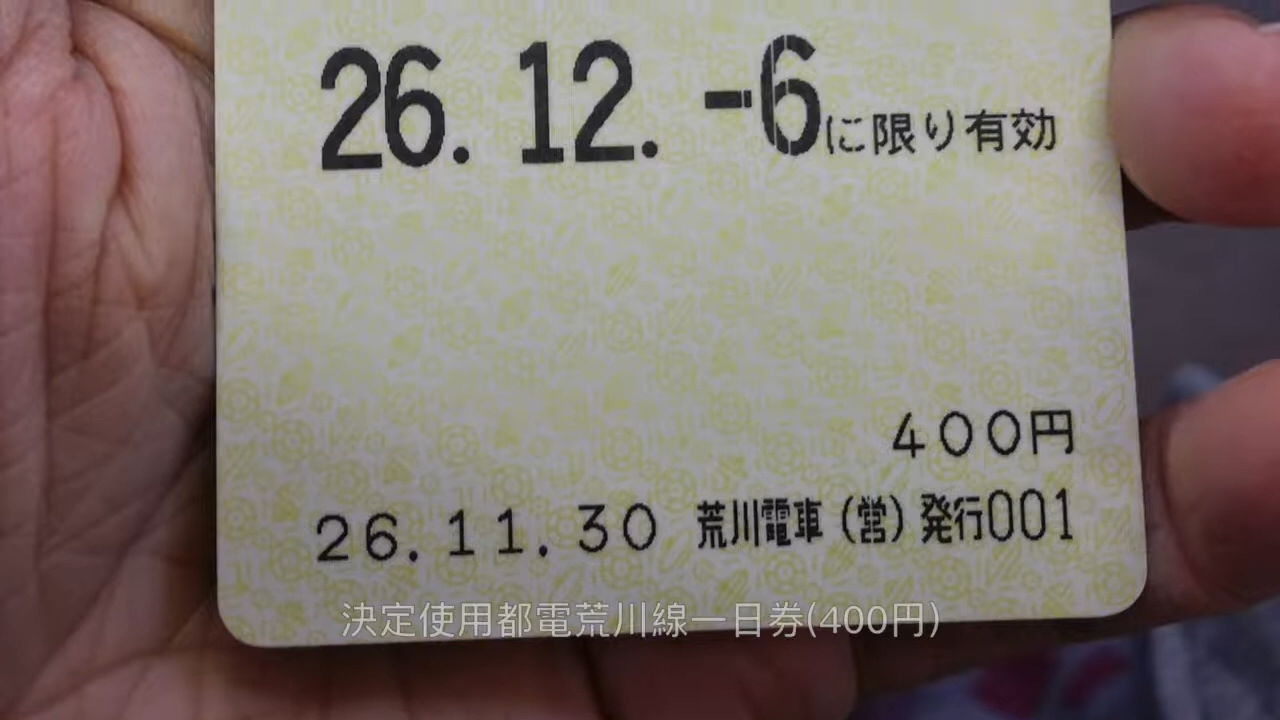 26. 12. -6に限り有効
400円
26.11.30 荒川電車(営)発行001
決定使用都電荒川線一日券(400円)